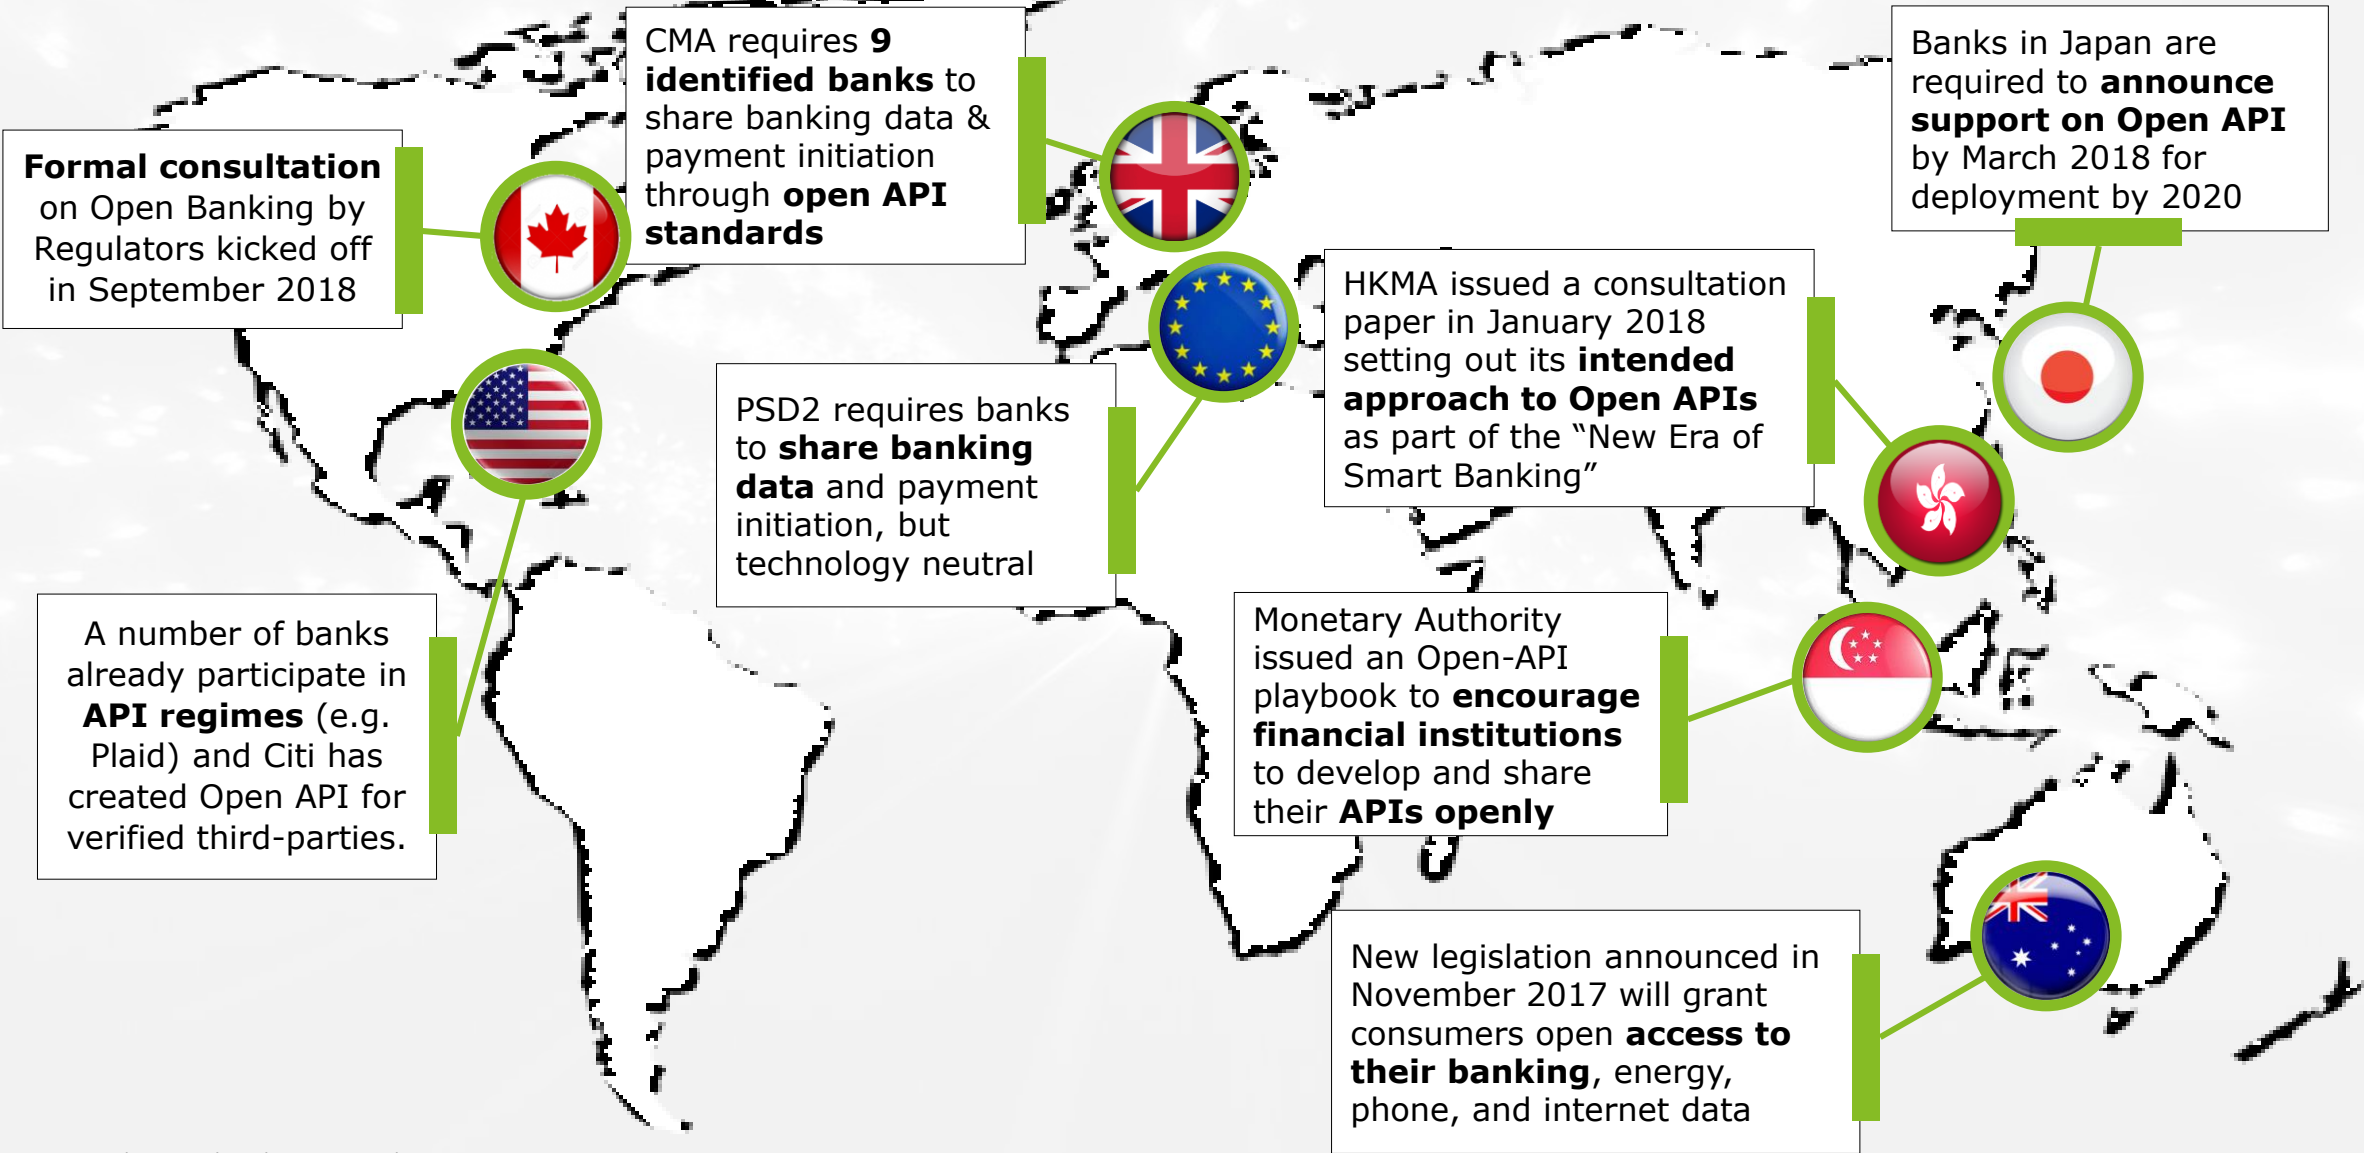 CMA requires 9
identified banks to
share banking data &
payment initiation
through open API
standards
Banks in Japan are
required to announce
support on Open API
by March 2018 for
deployment by 2020
Formal consultation
on Open Banking by
Regulators kicked off
in September 2018
HKMA issued a consultation
paper in January 2018
setting out its intended
approach to Open APIs
as part of the “New Era of
Smart Banking”
PSD2 requires banks
to share banking
data and payment
initiation, but
technology neutral
A number of banks
already participate in
API regimes (e.g.
Plaid) and Citi has
created Open API for
verified third-parties.
Monetary Authority
issued an Open-API
playbook to encourage
financial institutions
to develop and share
their APIs openly
New legislation announced in
November 2017 will grant
consumers open access to
their banking, energy,
phone, and internet data